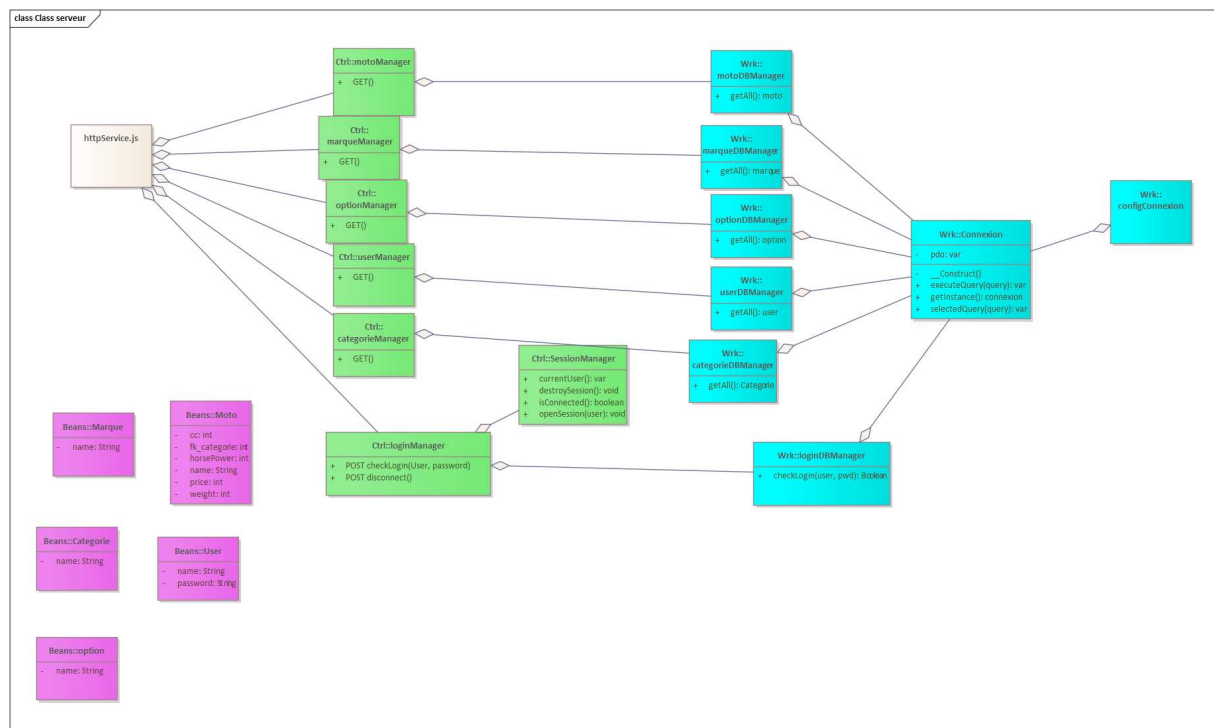 class Class serveur
httpService.js
Ctrl::motoManager
+ GET()
Ctrl::
marqueManager
+ GET()
Ctrl::
optionManager
+ GET()
Ctrl::userManager
+ GET()
Ctrl::
categorieManager
+ GET()
Ctrl::SessionManager
+ currentUser(): var
+ destroySession(): void
+ isConnected(): boolean
+ openSession(user): void
Ctrl::loginManager
+ POST checkLogin(User, password)
+ POST disconnect()
Wrk::
motoDBManager
+ getAll(): moto
Wrk::
marqueDBManager
+ getAll(): marque
Wrk::
optionDBManager
+ getAll(): option
Wrk::
userDBManager
+ getAll(): user
Wrk::
categorieDBManager
+ getAll(): Categorie
Wrk::loginDBManager
+ checkLogin(user, pwd): Boolean
Wrk::Connexion
- pdo: var
- __Construct()
+ executeQuery(query): var
+ getInstance(): connexion
+ selectedQuery(query): var
Wrk::
configConnexion
Beans::Marque
- name: String
Beans::Moto
- cc: int
- fk_categorie: int
- horsePower: int
- name: String
- price: int
- weight: int
Beans::Categorie
- name: String
Beans::User
- name: String
- password: String
Beans::option
- name: String